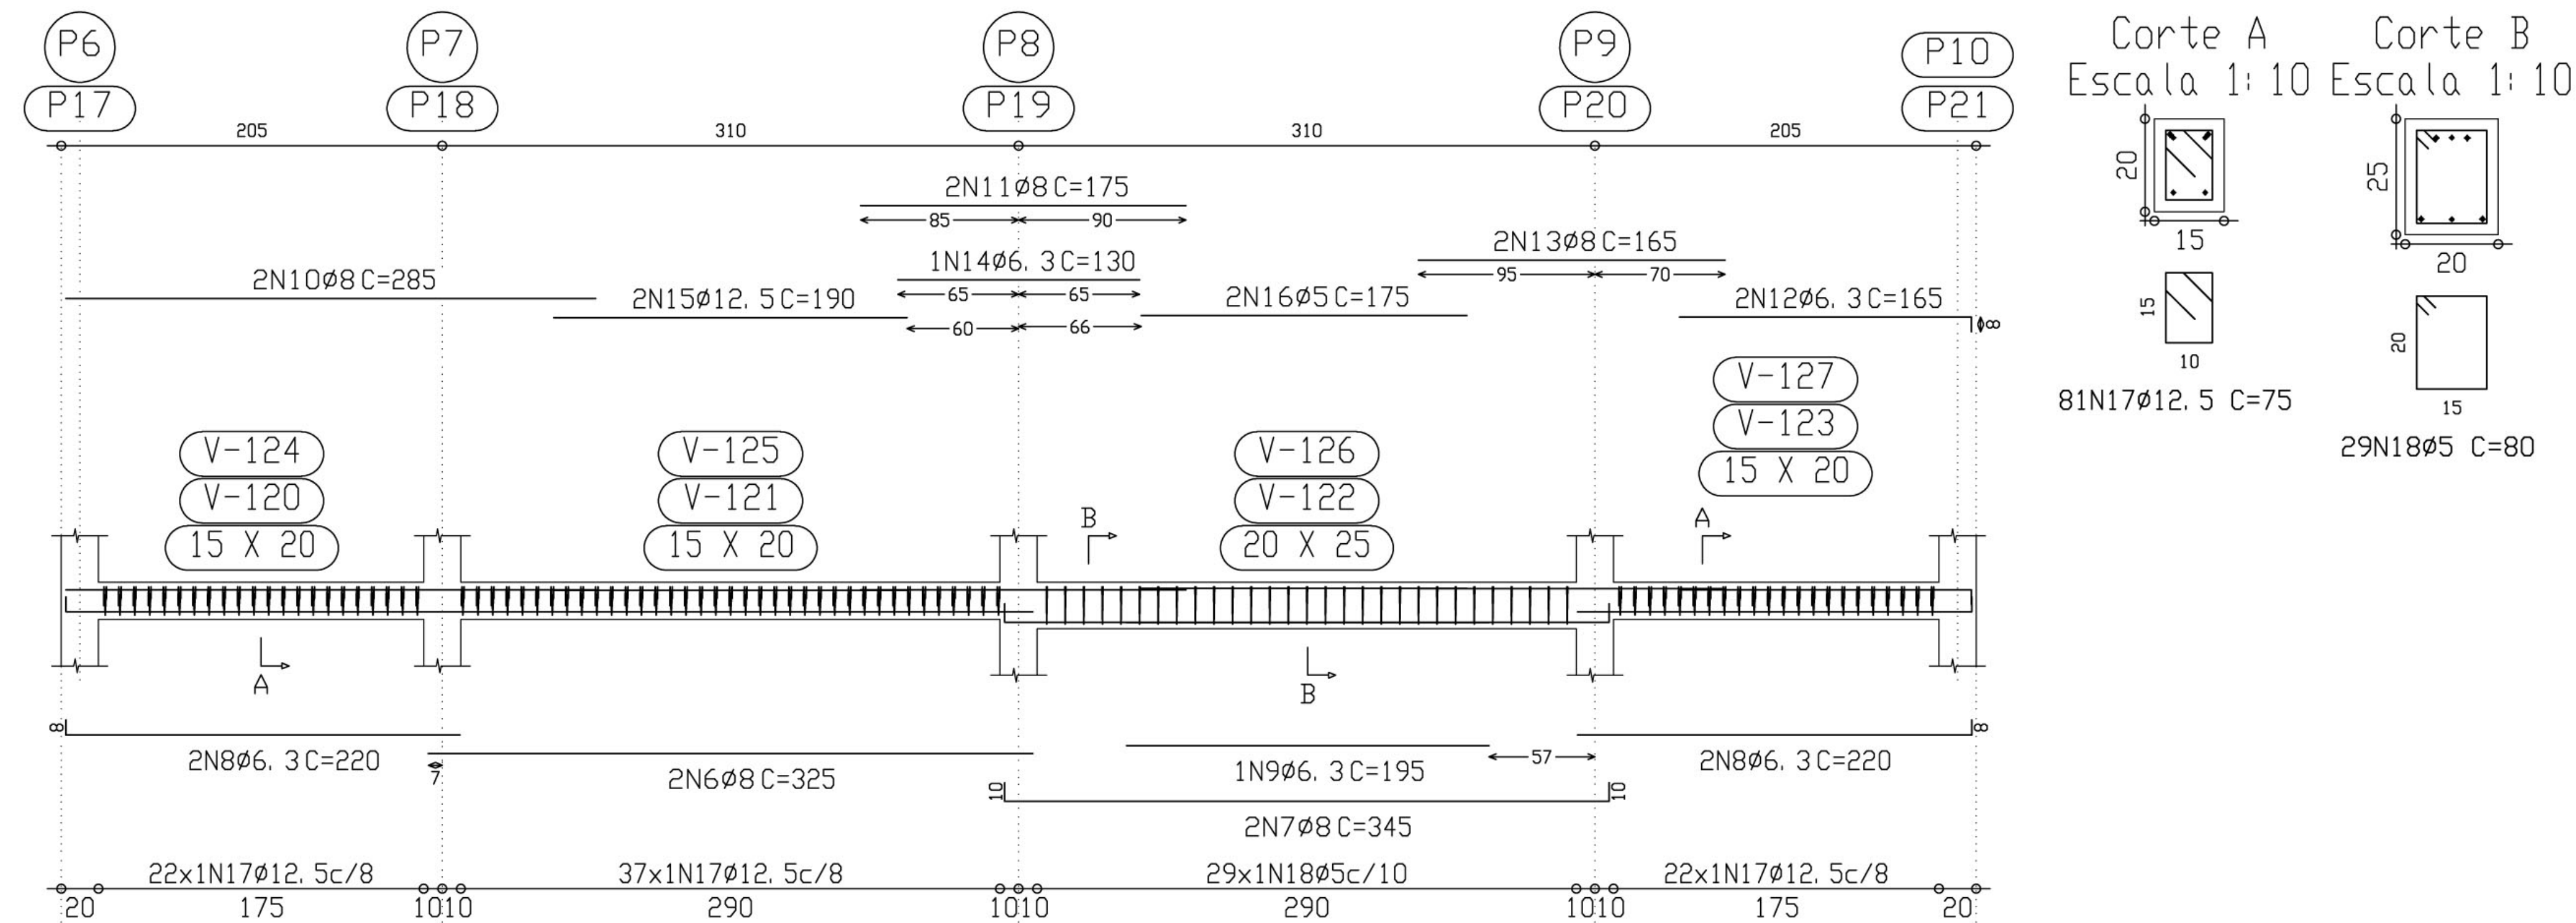 P6
P7
P8
P9
P10
P17
P18
P19
P20
P21
205
310
310
205
2N11ø8 C=175
85
90
2N13ø8 C=165
95
70
1N14ø6.3 C=130
65
65
2N10ø8 C=285
2N15ø12.5 C=190
60
66
2N16ø5 C=175
2N12ø6.3 C=165
8
V-127
V-123
15 X 20
V-124
V-120
15 X 20
V-125
V-121
15 X 20
V-126
V-122
20 X 25
B
A
A
B
8
2N8ø6.3 C=220
7
2N6ø8 C=325
1N9ø6.3 C=195
57
2N8ø6.3 C=220
8
10
10
2N7ø8 C=345
22x1N17ø12.5c/8
37x1N17ø12.5c/8
29x1N18ø5c/10
22x1N17ø12.5c/8
20
175
1010
290
1010
290
1010
175
20
Corte A
Escala 1:10
20
15
15
10
81N17ø12.5 C=75
Corte B
Escala 1:10
25
20
20
15
29N18ø5 C=80